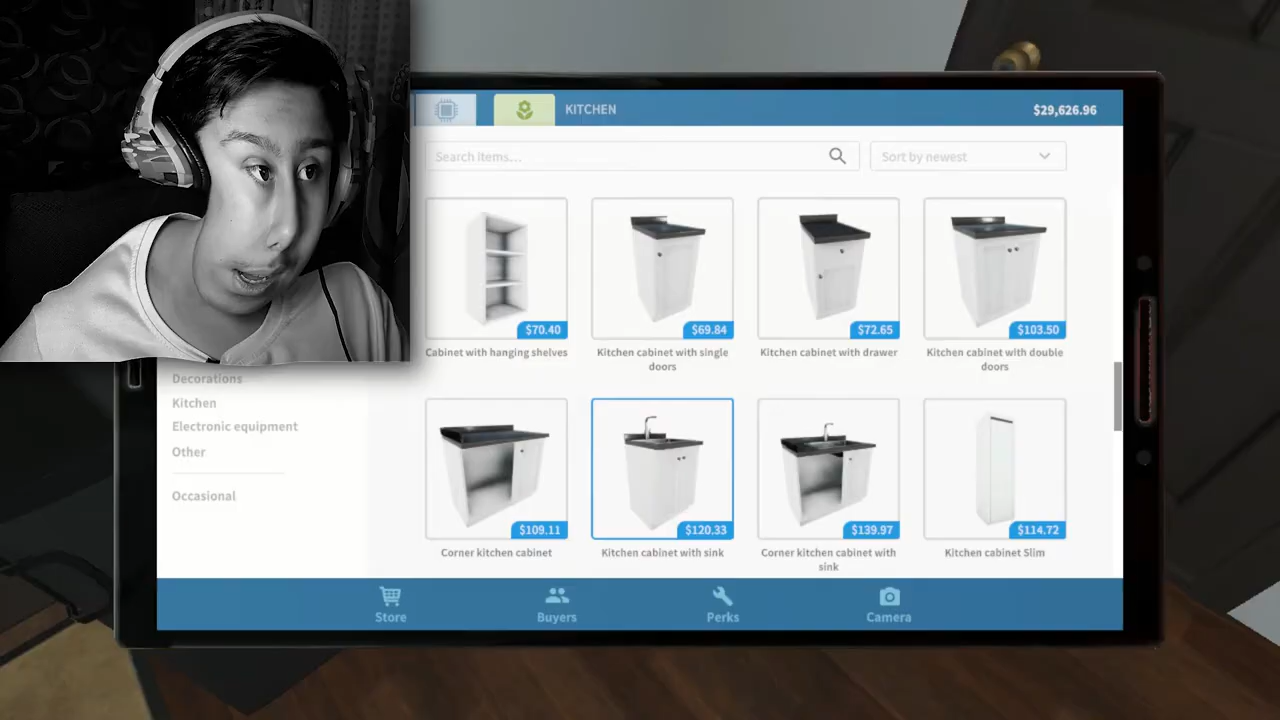 KITCHEN
$29,626.96
Search items...
Sort by newest
$70.40
$69.84
$72.65
$103.50
Cabinet with hanging shelves
Kitchen cabinet with single
doors
Kitchen cabinet with drawer
Kitchen cabinet with double
doors
Decorations
Kitchen
Electronic equipment
Other
Occasional
$109.11
$120.33
$139.97
$114.72
Corner kitchen cabinet
Kitchen cabinet with sink
Corner kitchen cabinet with
sink
Kitchen cabinet Slim
Store
Buyers
Perks
Camera